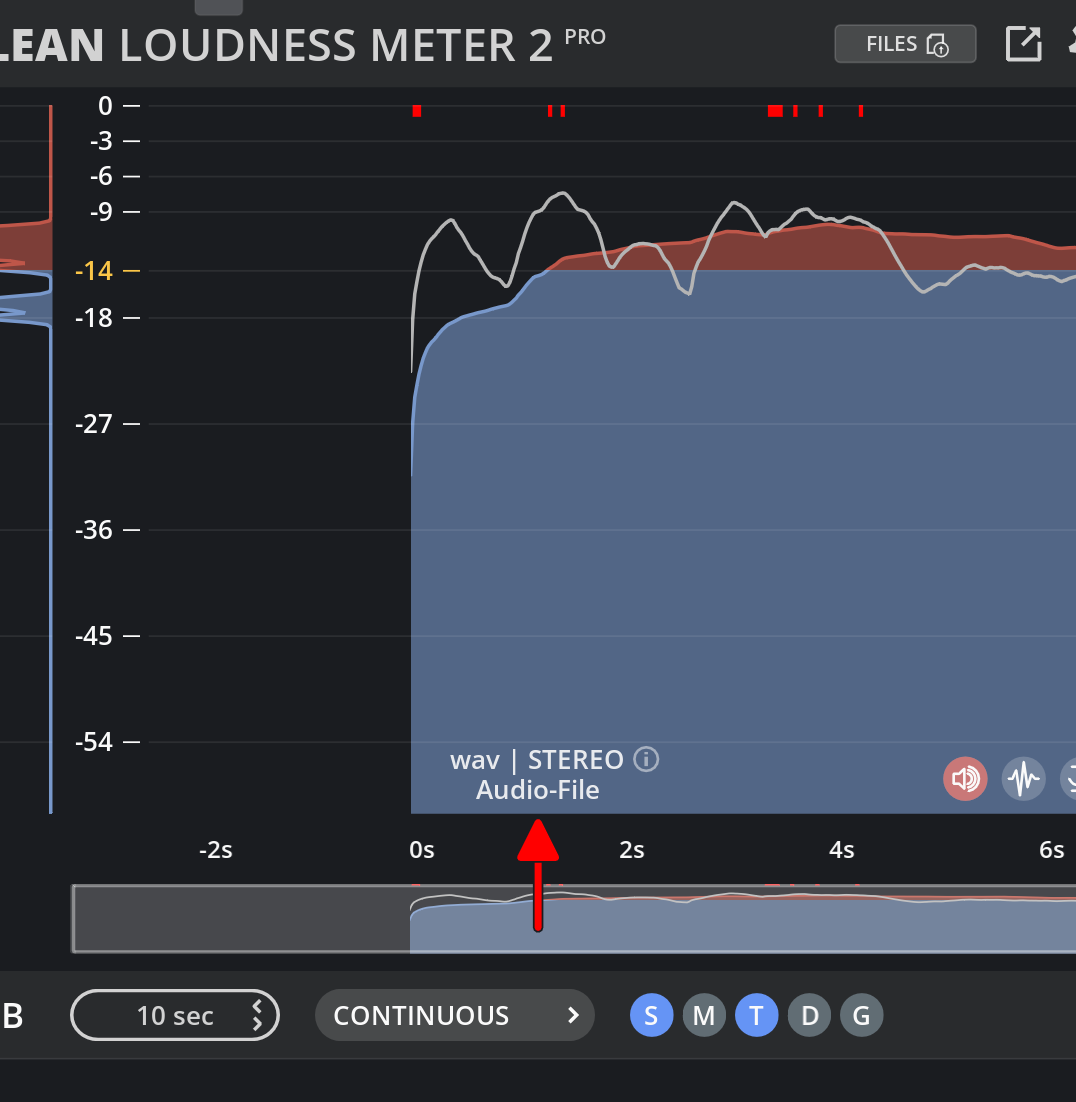 LEAN LOUDNESS METER 2 PRO
FILES
0
-3
-6
-9
-14
-18
-27
-36
-45
-54
wav | STEREO
Audio-File
-2s 0s 2s 4s 6s
B 10 sec CONTINUOUS S M T D G